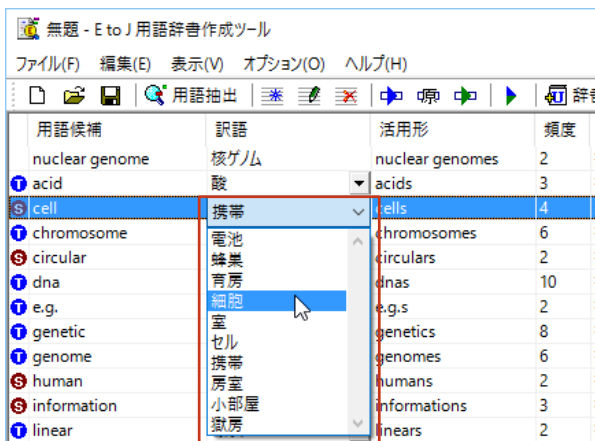 無題 - E to J 用語辞書作成ツール
ファイル(F) 編集(E) 表示(V) オプション(O) ヘルプ(H)
用語抽出 原 訳 辞書
用語候補 訳語 活用形 頻度
nuclear genome 核ゲノム nuclear genomes 2
T acid 酸 acids 3
S cell 携帯 cells 4
T chromosome 電池 chromosomes 6
S circular 蜂巣 circulars 2
T dna 育房 dnas 10
T e.g. 細胞 e.g.s 2
室
T genetic セル genetics 8
T genome 携帯 genomes 6
S human 房室 humans 2
S information 小部屋 informations 3
T linear 獄房 linears 2